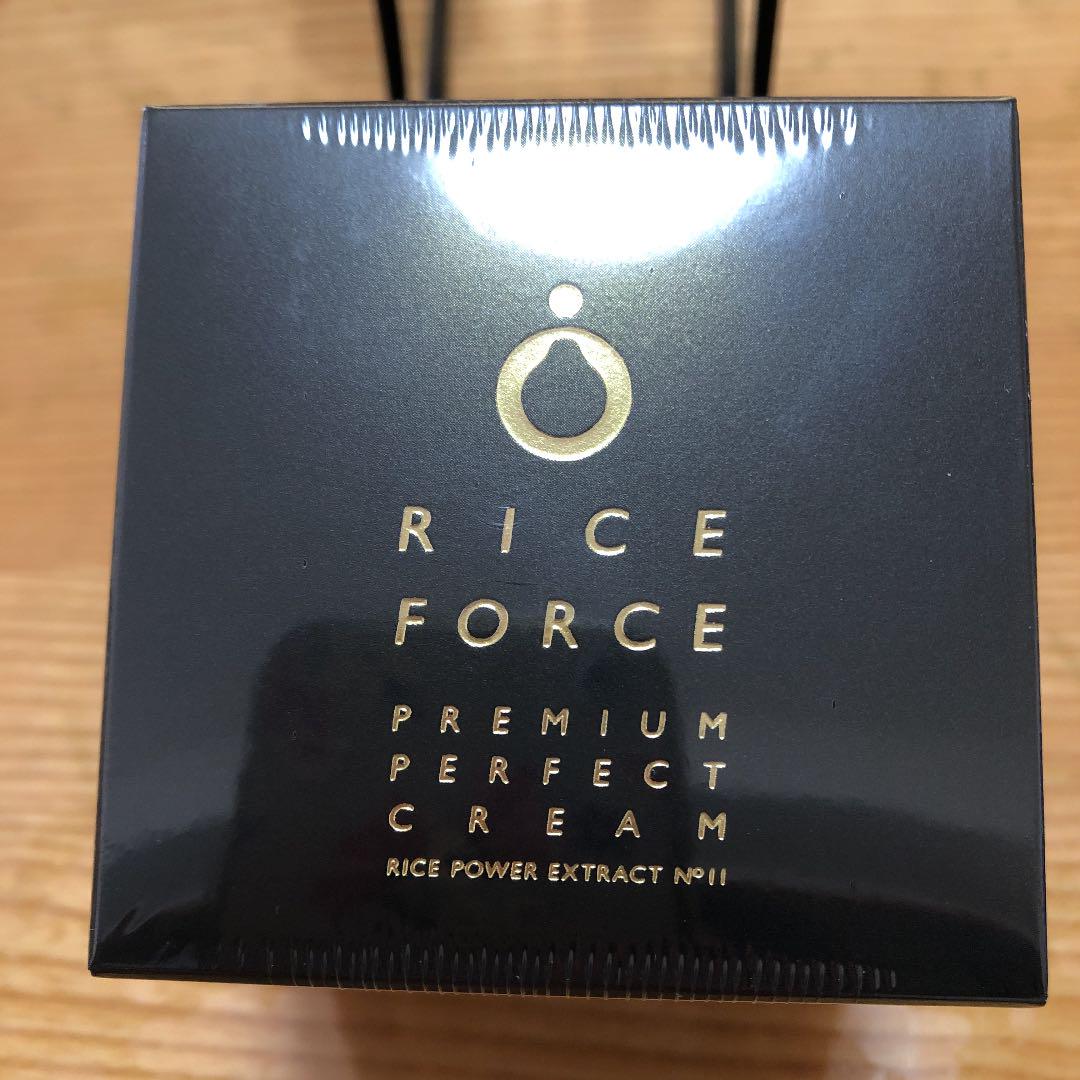 RICE
FORCE
PREMIUM
PERFECT
CREAM
RICE POWER EXTRACT Nº11